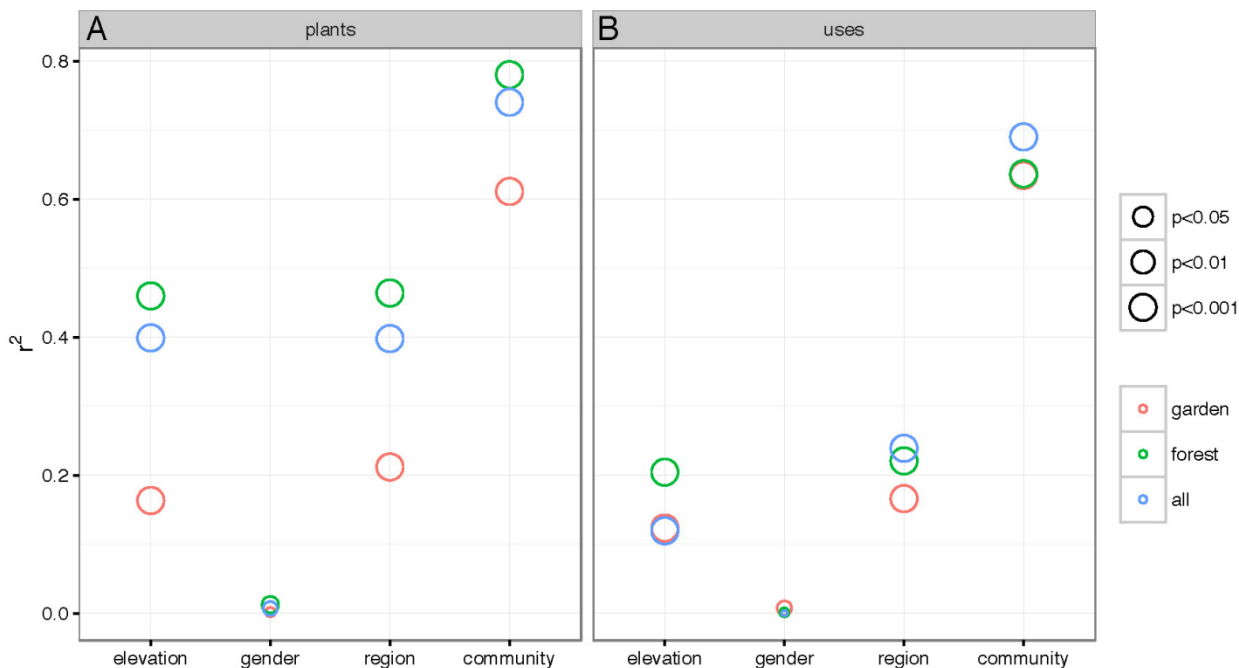 A plants B uses
0.8
0.6
0.4
0.2
0.0
r²
elevation gender region community elevation gender region community
p<0.05
p<0.01
p<0.001
garden
forest
all